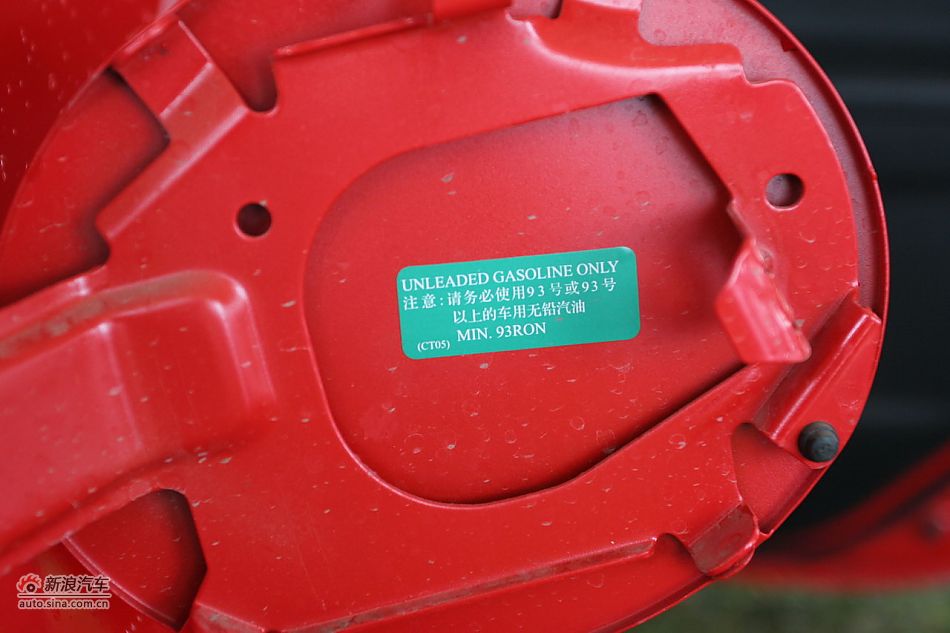 UNLEADED GASOLINE ONLY
注意:请务必使用93号或93号
以上的车用无铅汽油
(CT05) MIN. 93RON
新浪汽车
auto.sina.com.cn